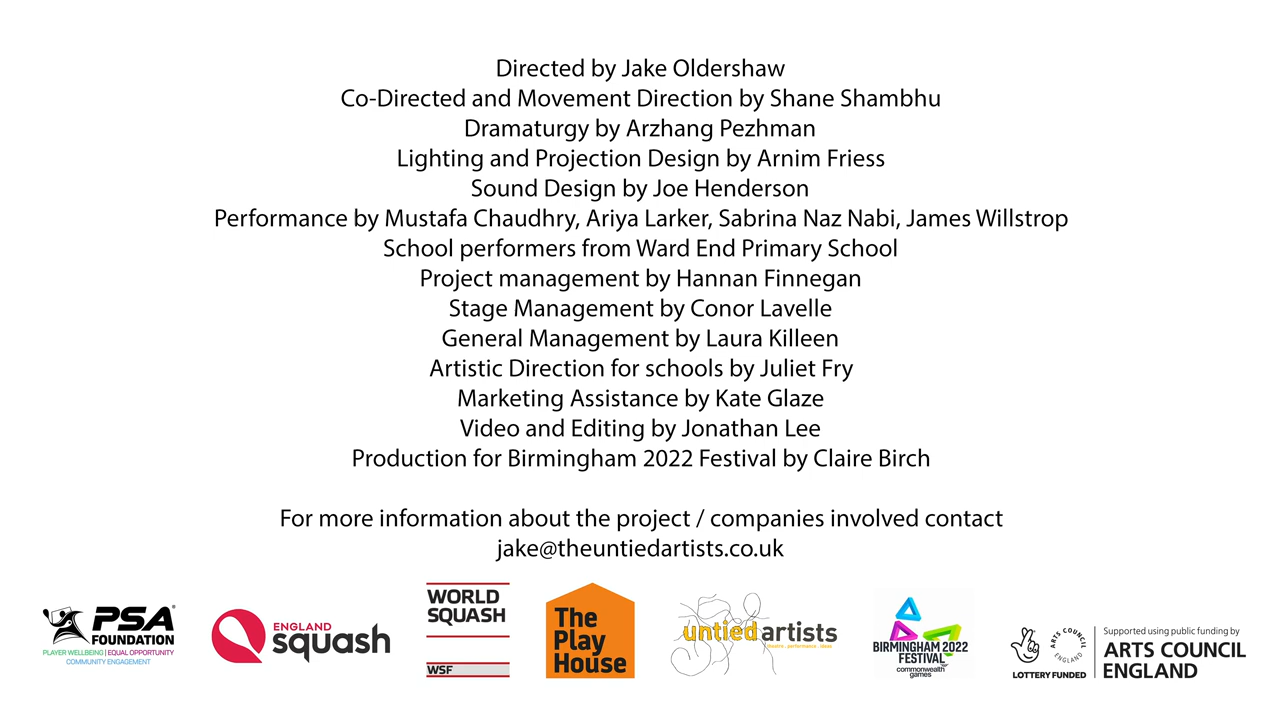 Directed by Jake Oldershaw
Co-Directed and Movement Direction by Shane Shambhu
Dramaturgy by Arzhang Pezhman
Lighting and Projection Design by Arnim Friess
Sound Design by Joe Henderson
Performance by Mustafa Chaudhry, Ariya Larker, Sabrina Naz Nabi, James Willstrop
School performers from Ward End Primary School
Project management by Hannan Finnegan
Stage Management by Conor Lavelle
General Management by Laura Killeen
Artistic Direction for schools by Juliet Fry
Marketing Assistance by Kate Glaze
Video and Editing by Jonathan Lee
Production for Birmingham 2022 Festival by Claire Birch
For more information about the project / companies involved contact
jake@theuntiedartists.co.uk
PSA®
FOUNDATION
PLAYER WELLBEING | EQUAL OPPORTUNITY
COMMUNITY ENGAGEMENT
ENGLAND
squash
WORLD
SQUASH
WSF
The
Play
House
untied artists
theatre . performance . ideas
BIRMINGHAM 2022
FESTIVAL
commonwealth
games
ARTS COUNCIL
ENGLAND
LOTTERY FUNDED
Supported using public funding by
ARTS COUNCIL
ENGLAND